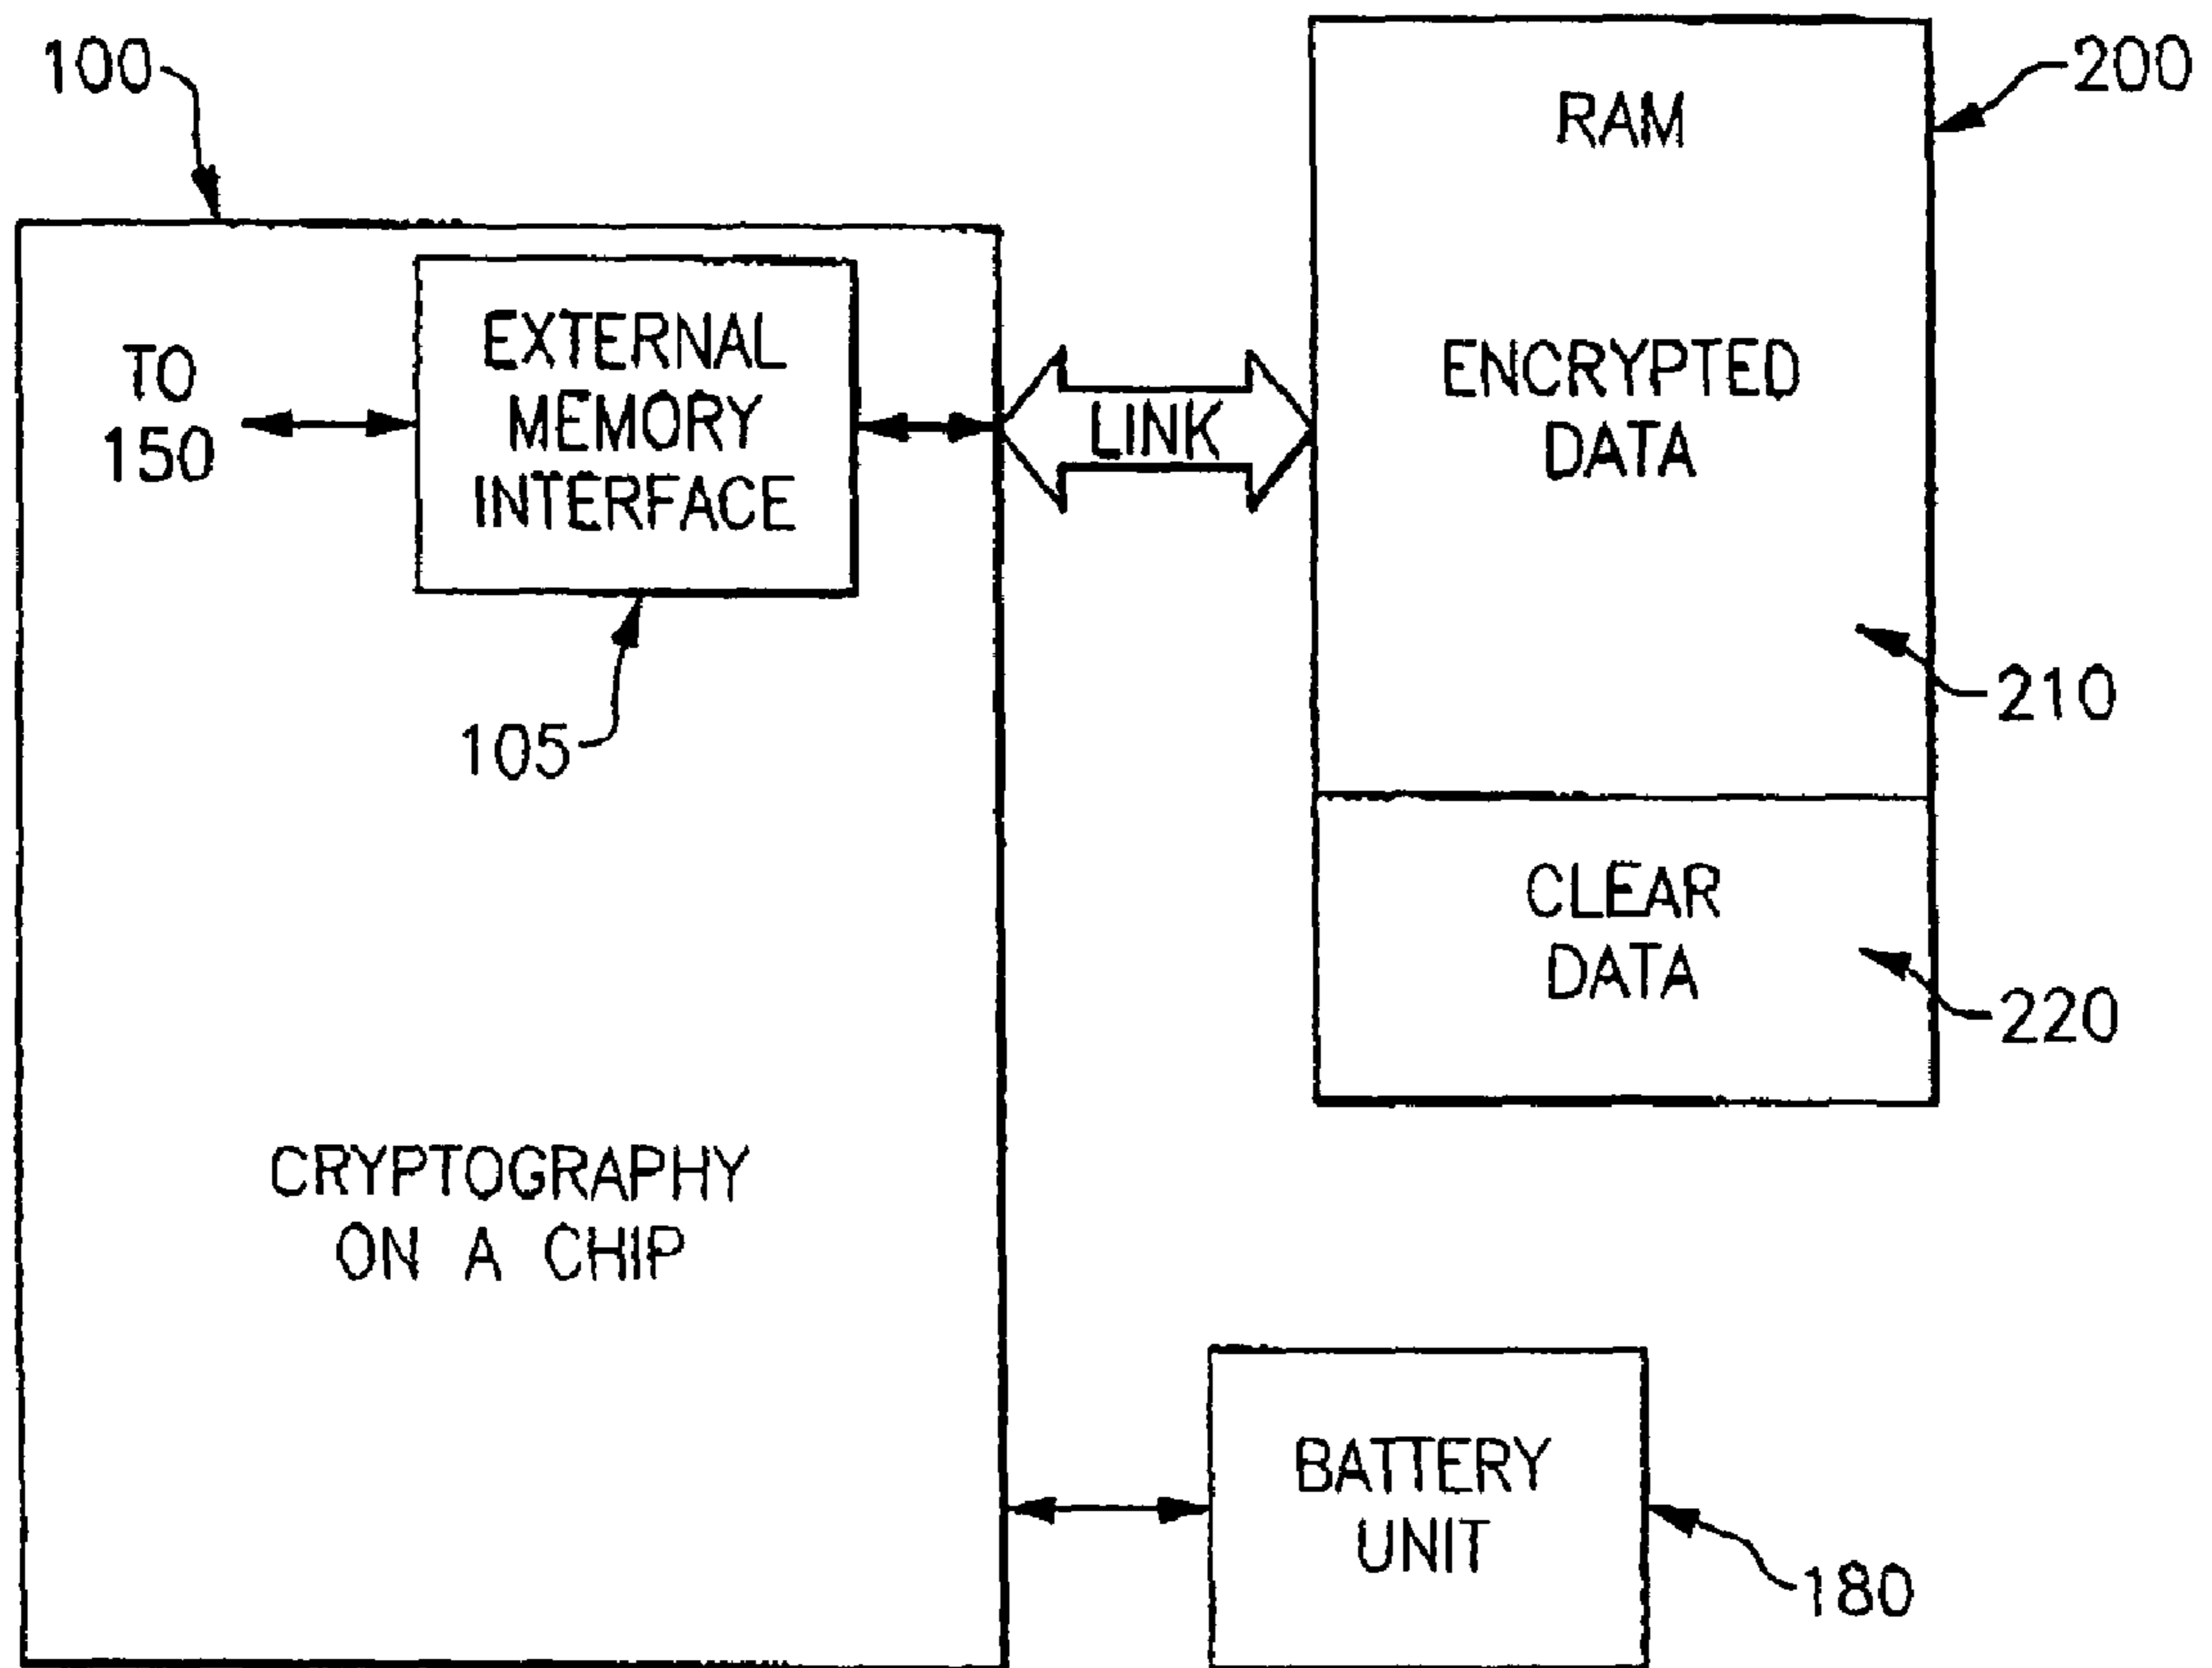 100
200
RAM
TO
150
EXTERNAL
MEMORY
INTERFACE
LINK
ENCRYPTED
DATA
210
105
CLEAR
DATA
220
CRYPTOGRAPHY
ON A CHIP
BATTERY
UNIT
180